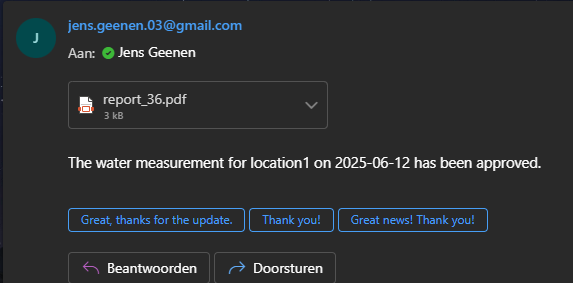 J
jens.geenen.03@gmail.com
Aan: Jens Geenen
report_36.pdf
3 kB
The water measurement for location1 on 2025-06-12 has been approved.
Great, thanks for the update. Thank you! Great news! Thank you!
Beantwoorden Doorsturen